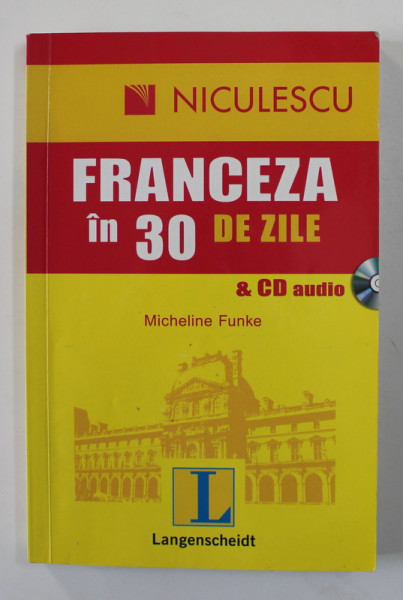 NICULESCU
FRANCEZA
în 30 DE ZILE
& CD audio
Micheline Funke
L
Langenscheidt